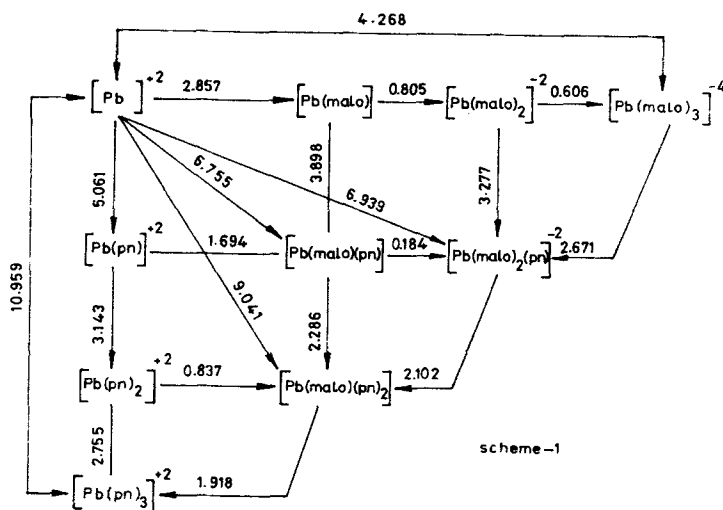 4.268
[Pb]+2 2.857 [Pb(malo)] 0.805 [Pb(malo)2]-2 0.606 [Pb(malo)3]-4
5.061 6.755 3.898 6.939 3.277
[Pb(pn)]+2 1.694 [Pb(malo)(pn)] 0.184 [Pb(malo)2(pn)]-2 2.671
10.959 3.143 9.041 2.286
[Pb(pn)2]+2 0.837 [Pb(malo)(pn)2] 2.102
2.755 scheme-1
[Pb(pn)3]+2 1.918